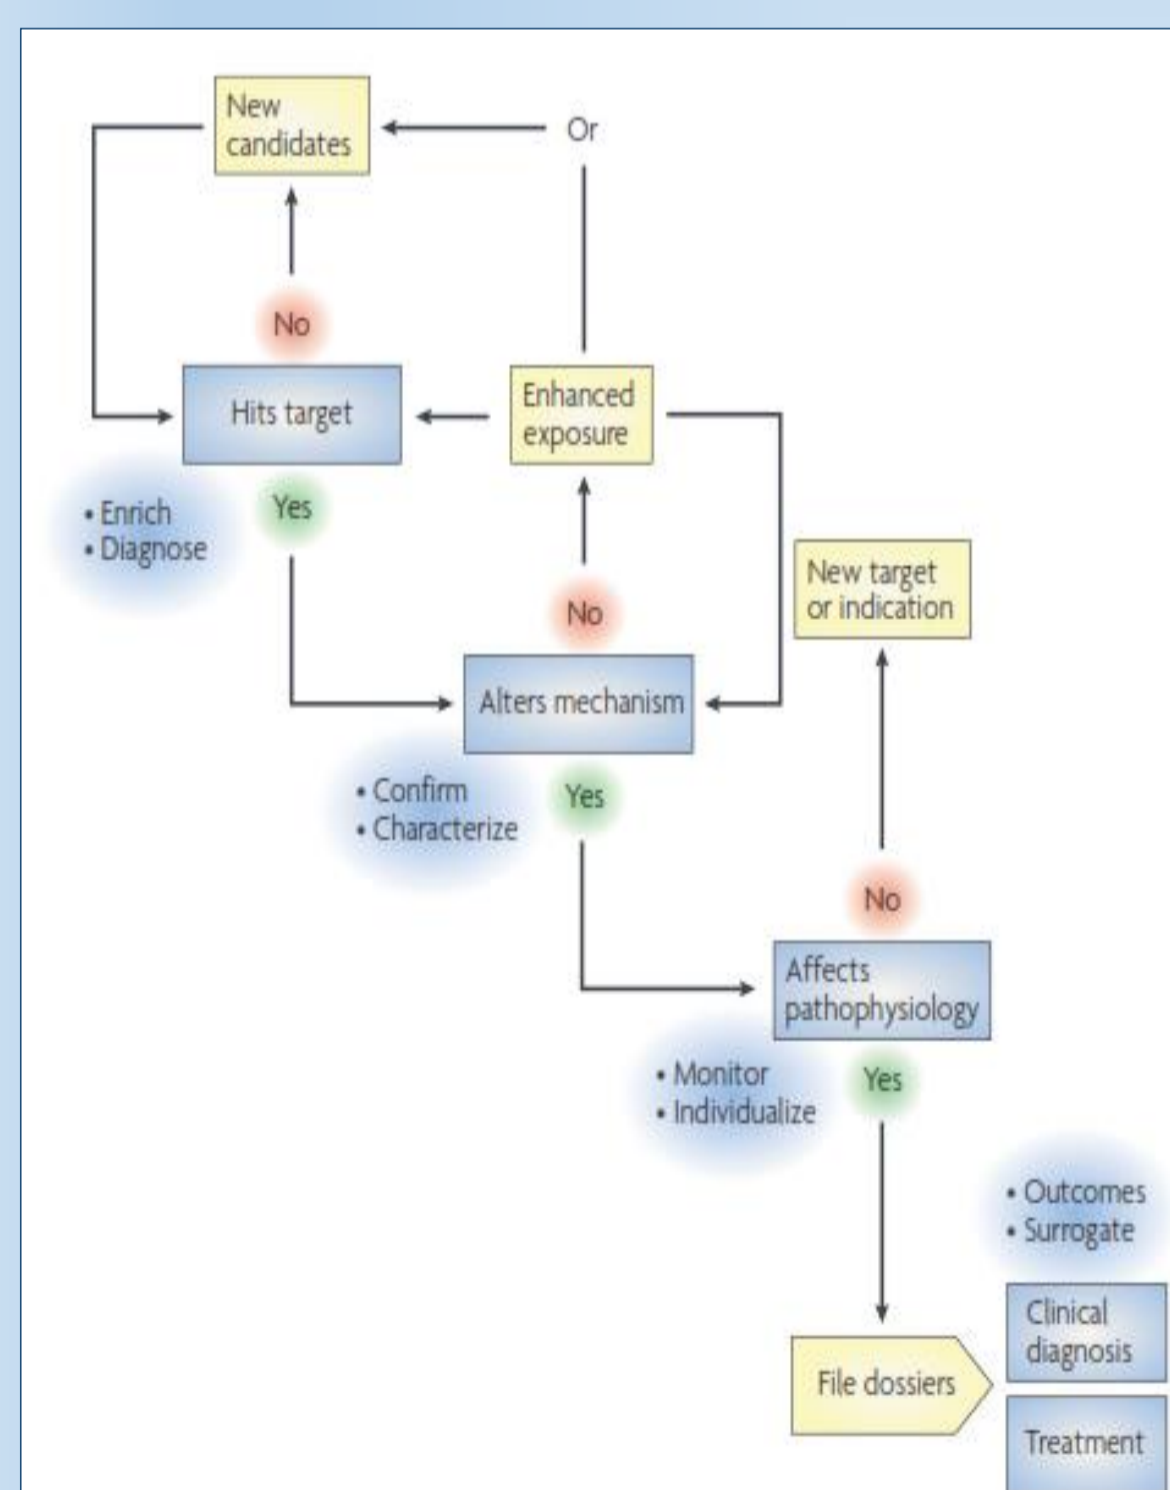 New
candidates
Or
No
Hits target
Enhanced
exposure
Yes
• Enrich
• Diagnose
No
New target
or indication
Alters mechanism
Yes
• Confirm
• Characterize
No
Affects
pathophysiology
Yes
• Monitor
• Individualize
• Outcomes
• Surrogate
Clinical
diagnosis
File dossiers
Treatment